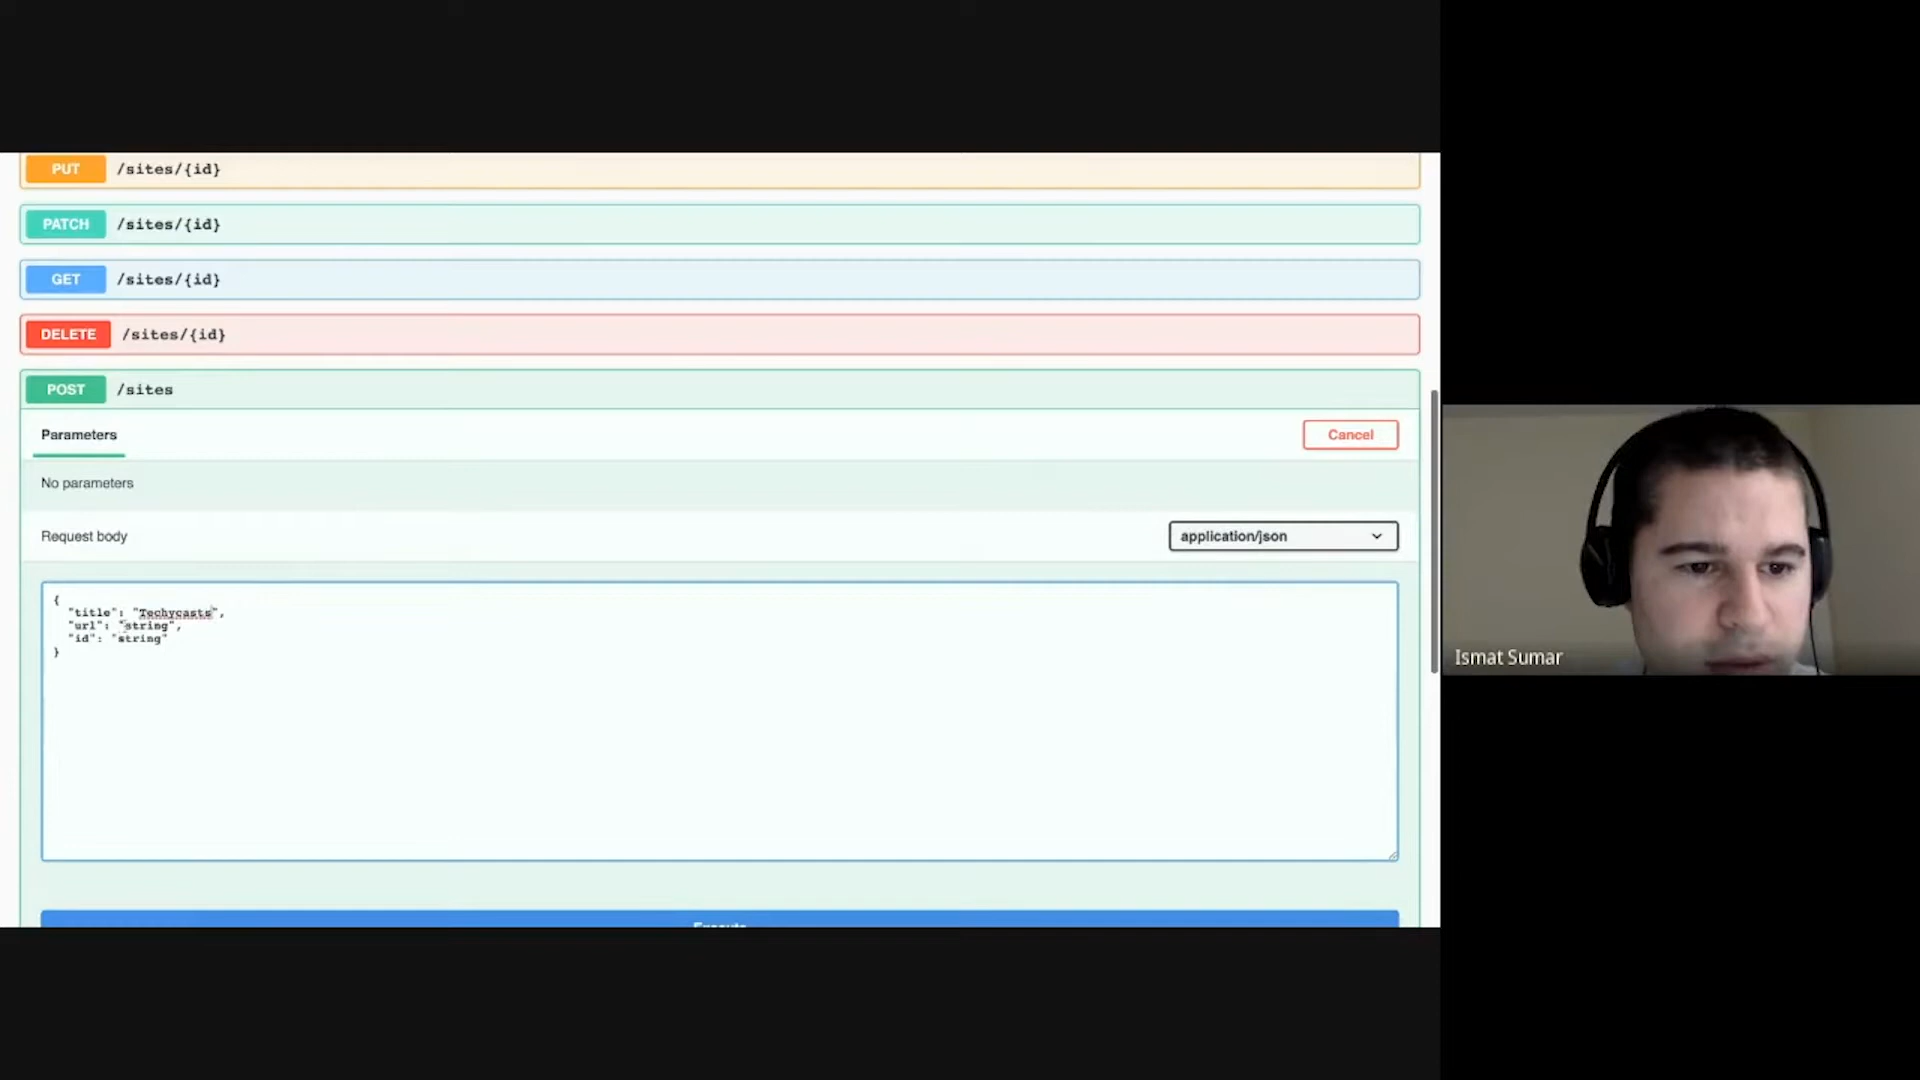 PUT /sites/{id}
PATCH /sites/{id}
GET /sites/{id}
DELETE /sites/{id}
POST /sites
Parameters
Cancel
No parameters
Request body
application/json
{
"title": "Techycasts",
"url": "string",
"id": "string"
}
Execute
Ismat Sumar